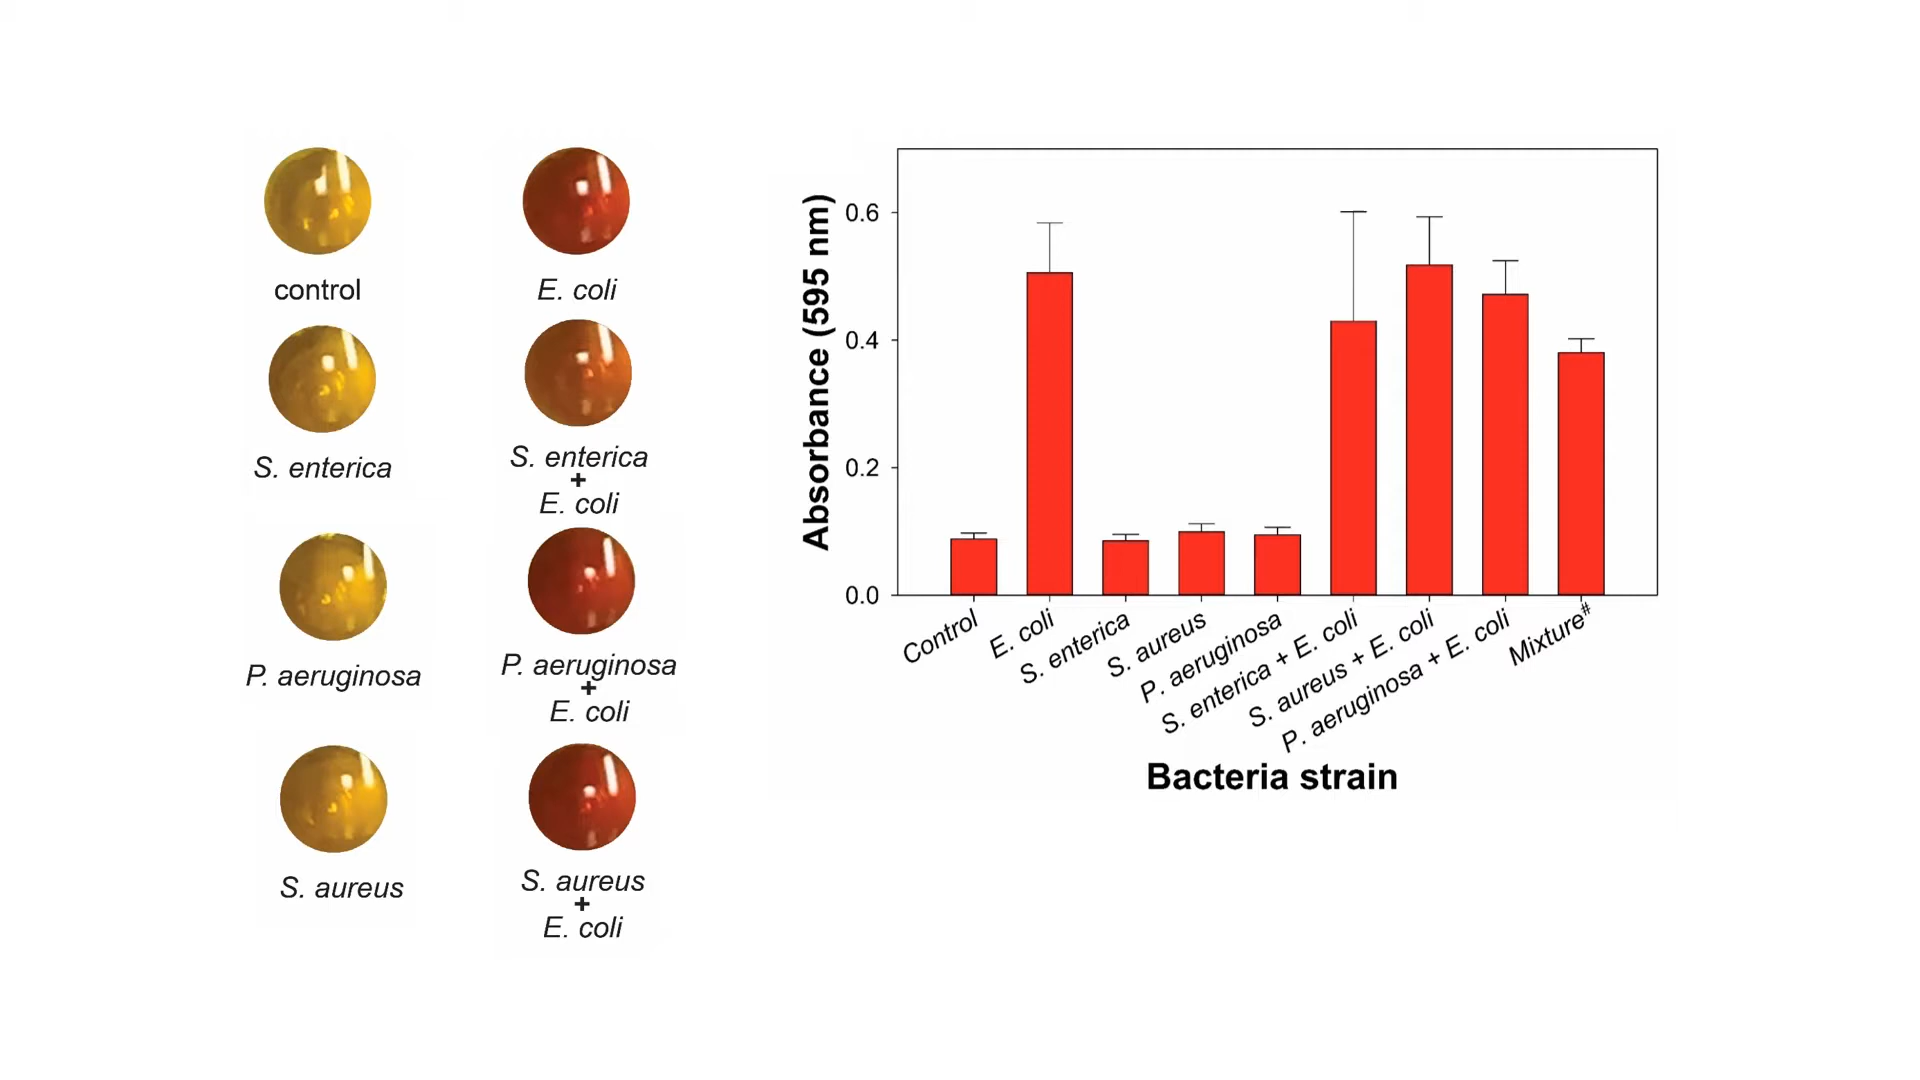 control
E. coli
S. enterica
S. enterica
+
E. coli
P. aeruginosa
P. aeruginosa
+
E. coli
S. aureus
S. aureus
+
E. coli
Absorbance (595 nm)
0.6
0.4
0.2
0.0
Control
E. coli
S. enterica
S. aureus
P. aeruginosa
S. enterica + E. coli
S. aureus + E. coli
P. aeruginosa + E. coli
Mixture#
Bacteria strain